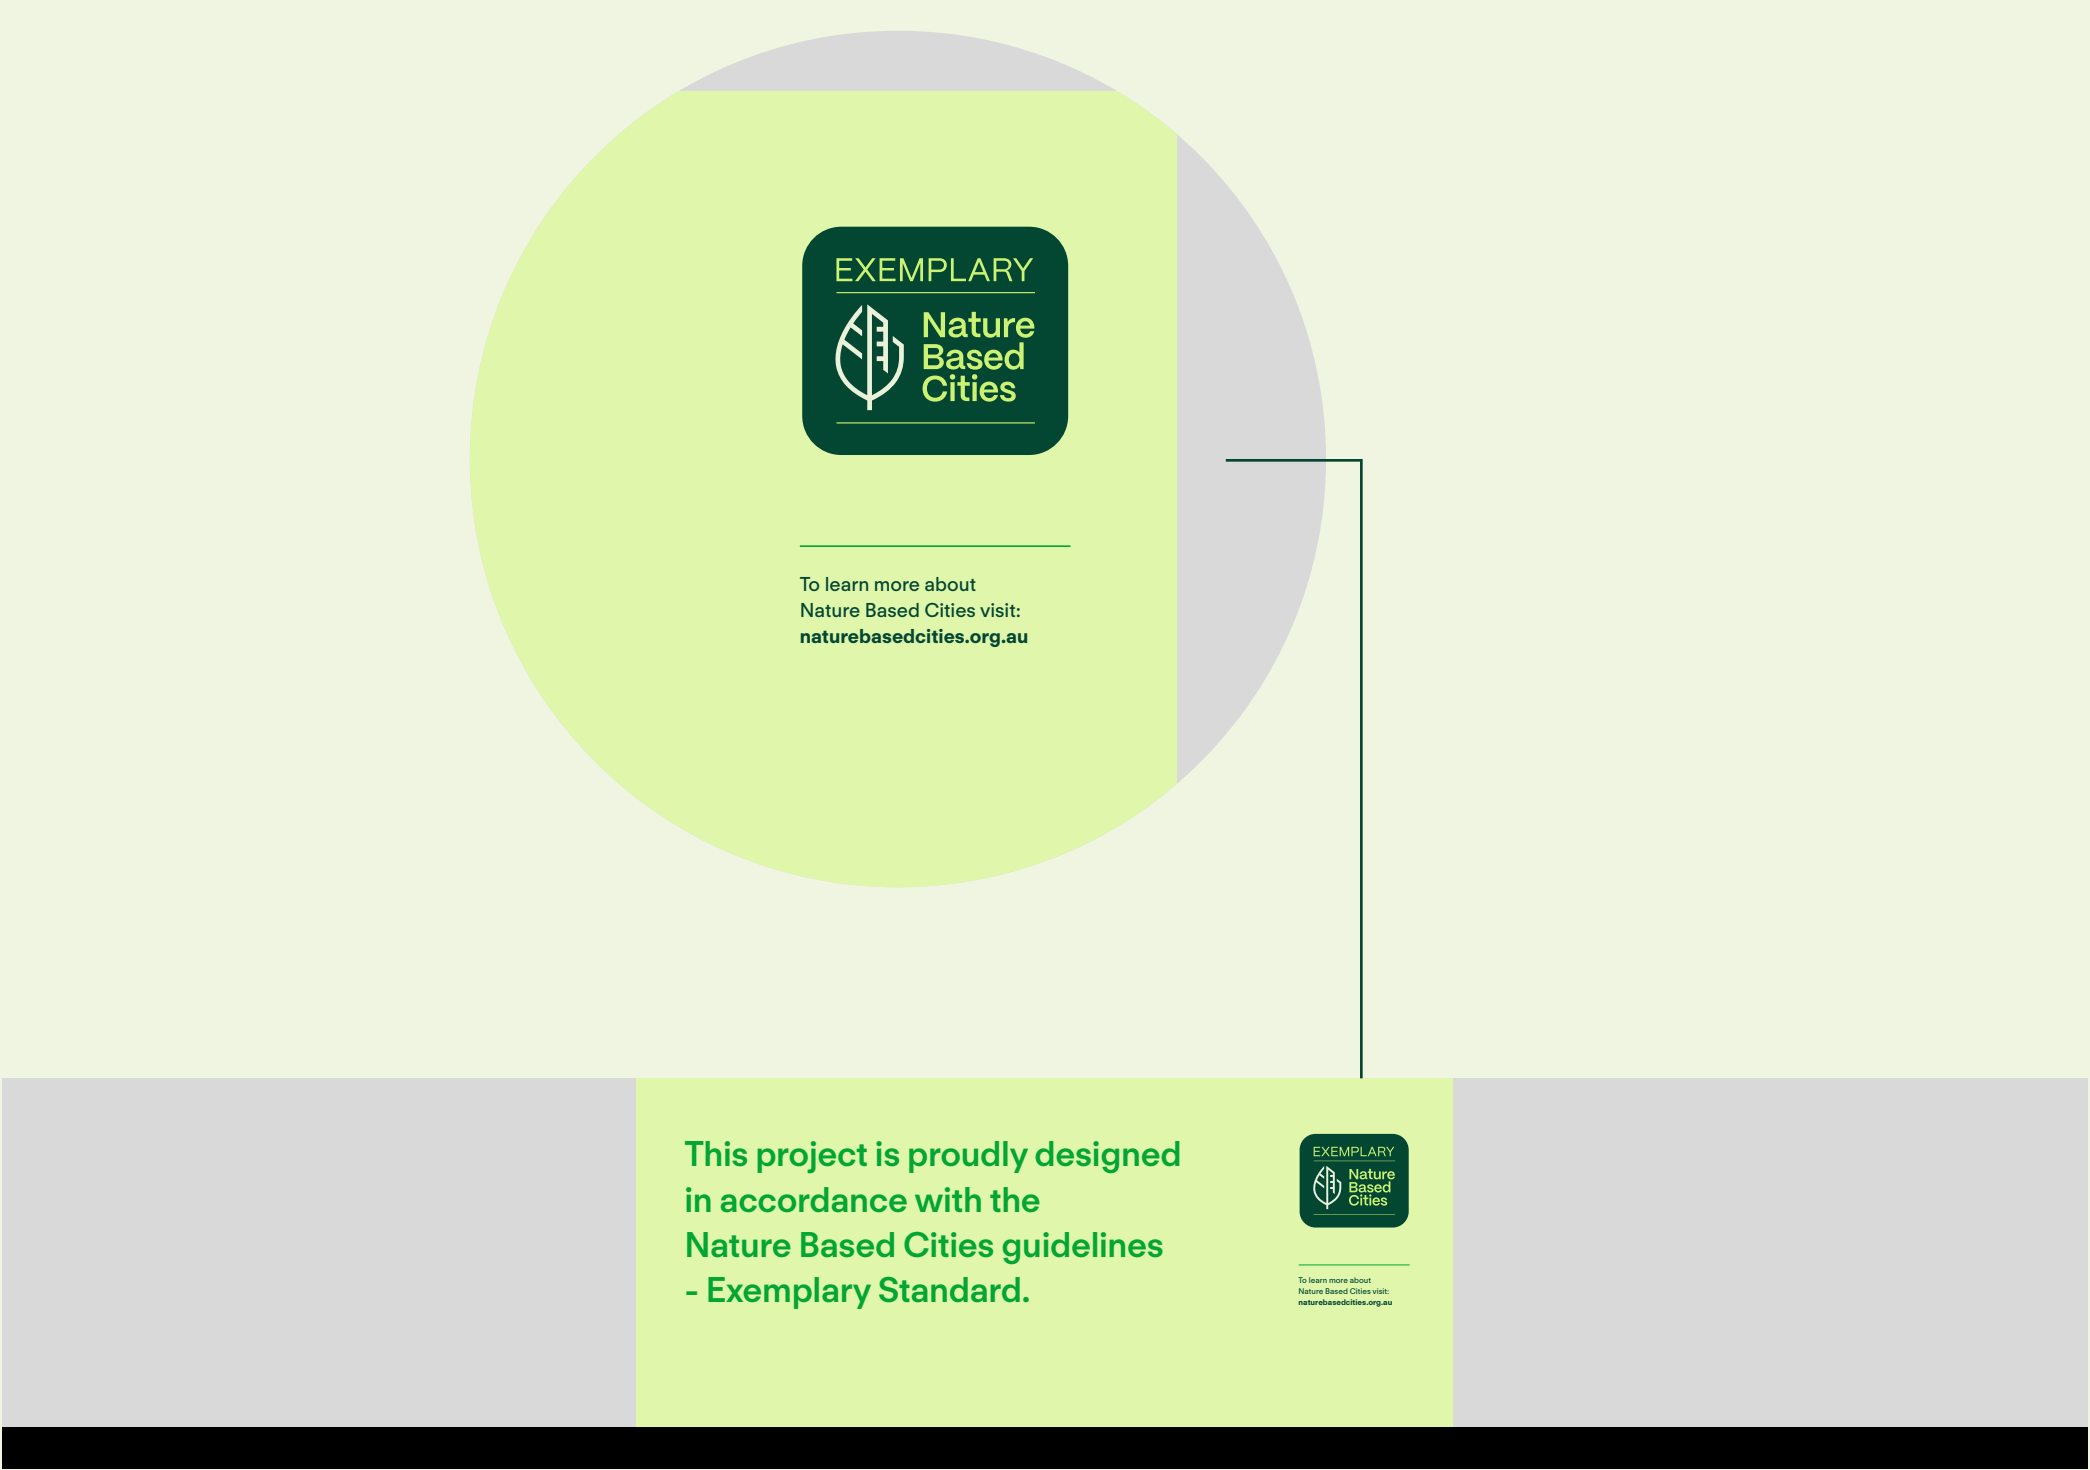 EXEMPLARY
Nature
Based
Cities
To learn more about
Nature Based Cities visit:
naturebasedcities.org.au
This project is proudly designed
in accordance with the
Nature Based Cities guidelines
- Exemplary Standard.
EXEMPLARY
Nature
Based
Cities
To learn more about
Nature Based Cities visit:
naturebasedcities.org.au